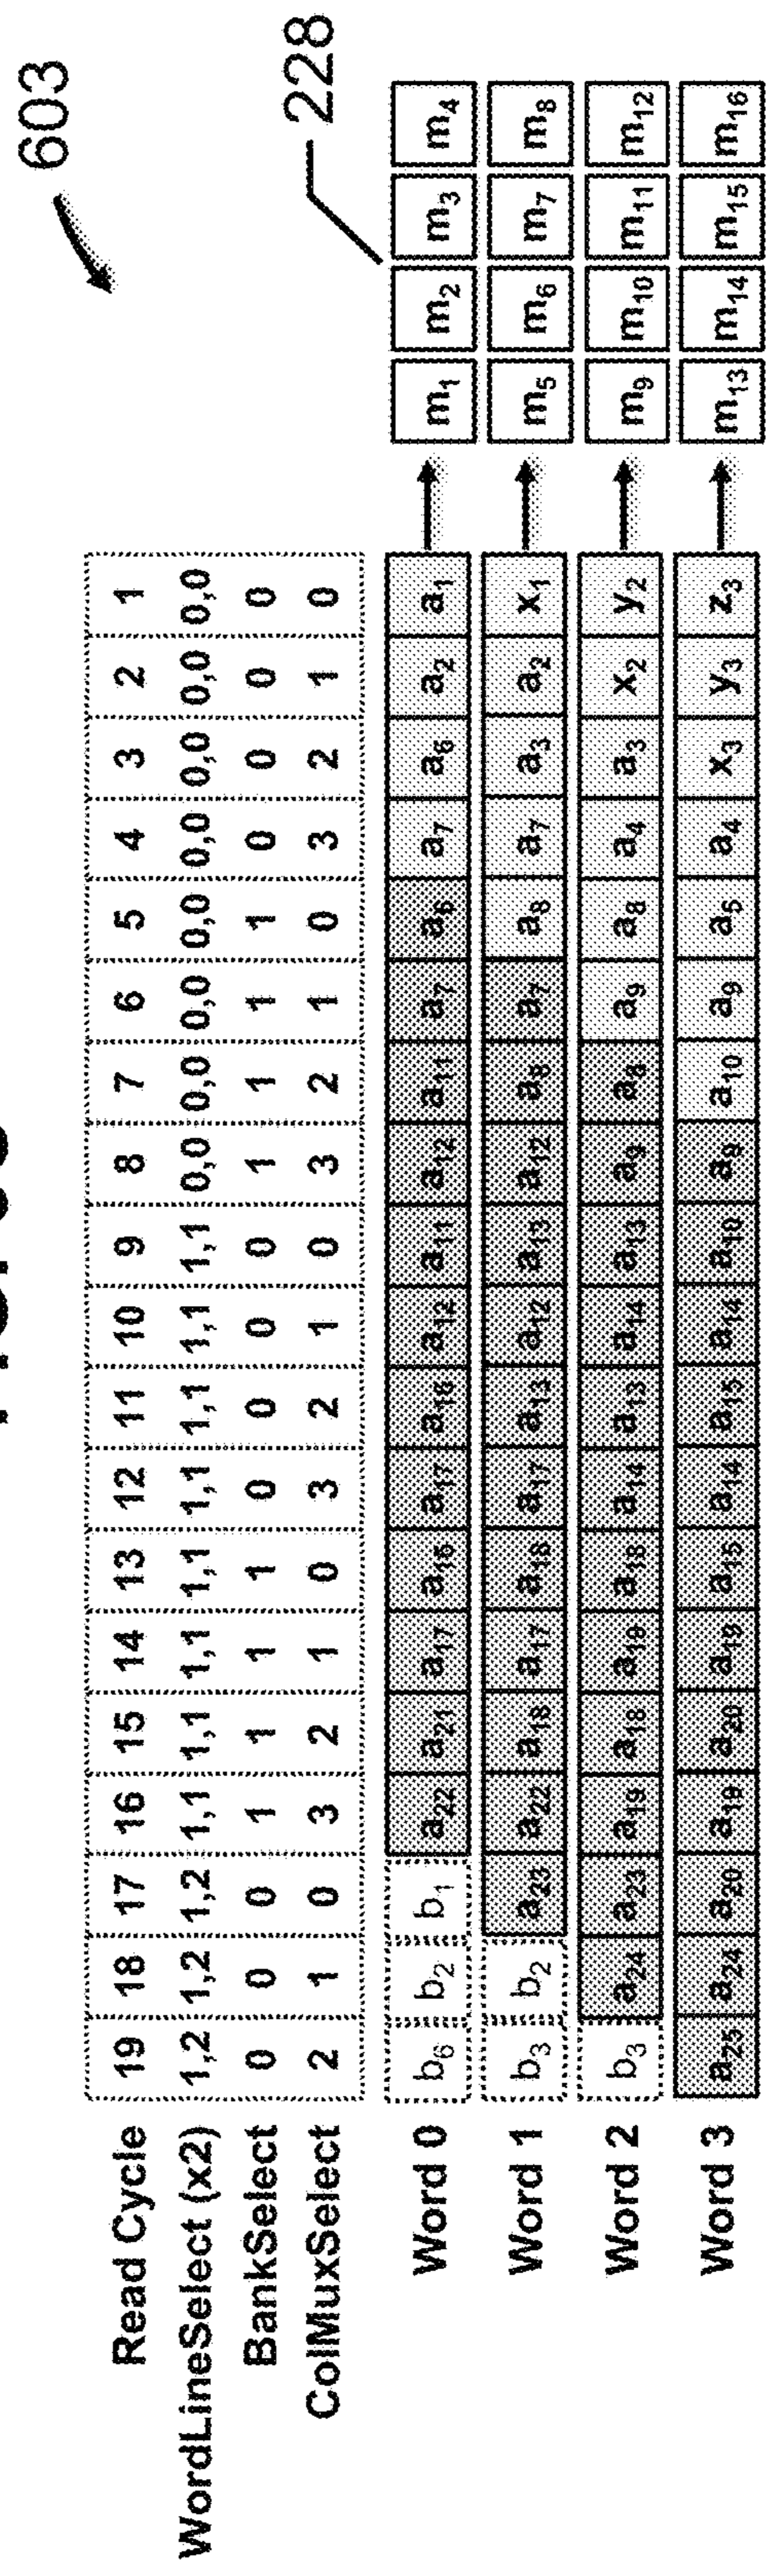 603
228
Read Cycle 19 18 17 16 15 14 13 12 11 10 9 8 7 6 5 4 3 2 1
WordLineSelect (x2) 1,2 1,2 1,2 1,1 1,1 1,1 1,1 1,1 1,1 1,1 1,1 0,0 0,0 0,0 0,0 0,0 0,0 0,0 0,0
BankSelect 0 0 0 1 1 1 1 0 0 0 0 1 1 1 1 0 0 0 0
ColMuxSelect 2 1 0 3 2 1 0 3 2 1 0 3 2 1 0 3 2 1 0
Word 0 b6 b2 b1 a22 a21 a17 a16 a17 a16 a12 a11 a12 a11 a7 a6 a7 a6 a2 a1 m1 m2 m3 m4
Word 1 b3 b2 a23 a22 a18 a17 a18 a17 a13 a12 a13 a12 a8 a7 a8 a7 a3 a2 x1 m5 m6 m7 m8
Word 2 b3 a24 a23 a19 a18 a19 a18 a14 a13 a14 a13 a9 a8 a9 a8 a4 a3 x2 y2 m9 m10 m11 m12
Word 3 a25 a24 a20 a19 a20 a19 a15 a14 a15 a14 a10 a9 a10 a9 a5 a4 x3 y3 z3 m13 m14 m15 m16